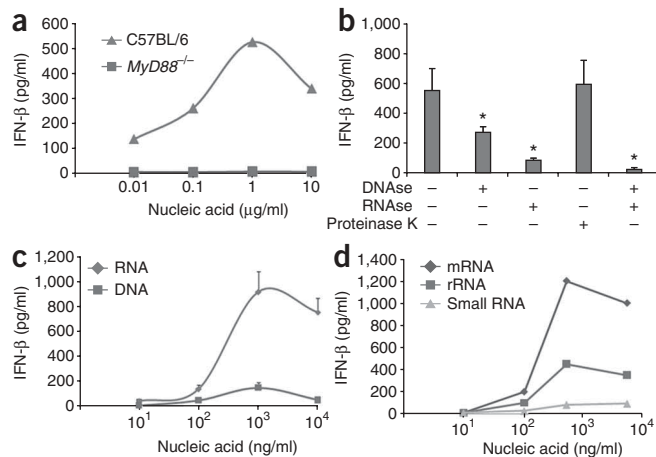 a
C57BL/6
MyD88–/–
IFN-β (pg/ml)
600
500
400
300
200
100
0
0.01 0.1 1 10
Nucleic acid (μg/ml)
b
IFN-β (pg/ml)
1,000
800
600
400
200
0
* * *
DNAse – + – – +
RNAse – – + – +
Proteinase K – – – + –
c
RNA
DNA
IFN-β (pg/ml)
1,200
1,000
800
600
400
200
0
10¹ 10² 10³ 10⁴
Nucleic acid (ng/ml)
d
mRNA
rRNA
Small RNA
IFN-β (pg/ml)
1,400
1,200
1,000
800
600
400
200
0
10¹ 10² 10³ 10⁴
Nucleic acid (ng/ml)